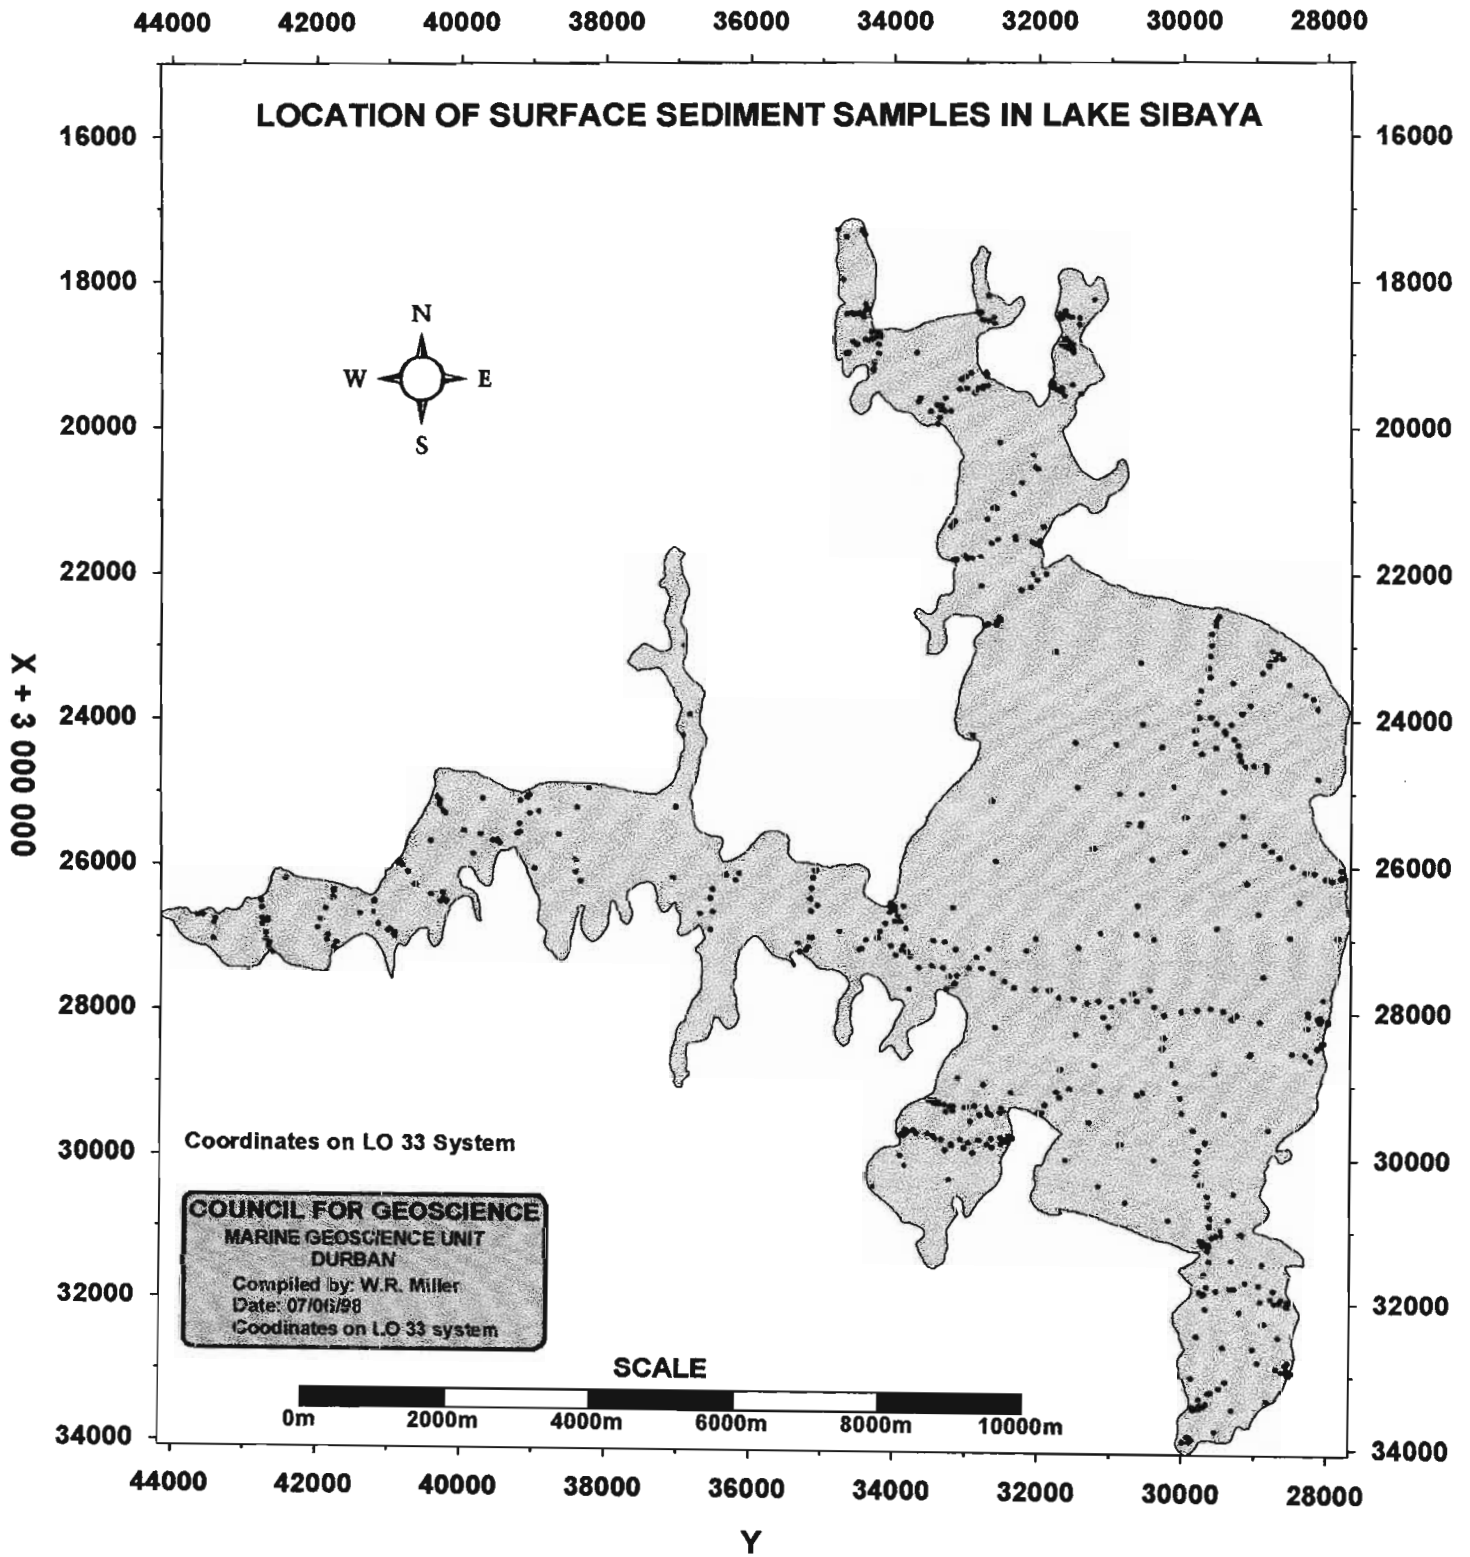 44000 42000 40000 38000 36000 34000 32000 30000 28000
LOCATION OF SURFACE SEDIMENT SAMPLES IN LAKE SIBAYA
16000 16000
18000 18000
N
W E
S
20000 20000
22000 22000
X + 3 000 000
24000 24000
26000 26000
28000 28000
Coordinates on LO 33 System
30000 30000
COUNCIL FOR GEOSCIENCE
MARINE GEOSCIENCE UNIT
DURBAN
Compiled by: W.R. Miller
Date: 07/06/98
Coodinates on LO 33 system
32000 32000
SCALE
0m 2000m 4000m 6000m 8000m 10000m
34000 34000
44000 42000 40000 38000 36000 34000 32000 30000 28000
Y